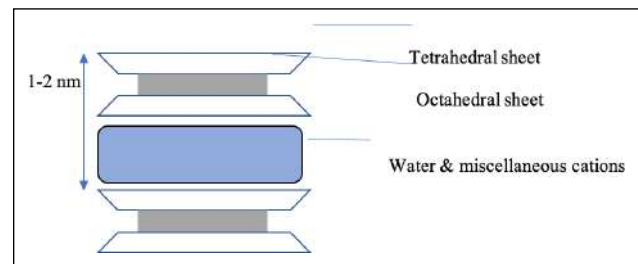 Tetrahedral sheet
1-2 nm
Octahedral sheet
Water & miscellaneous cations